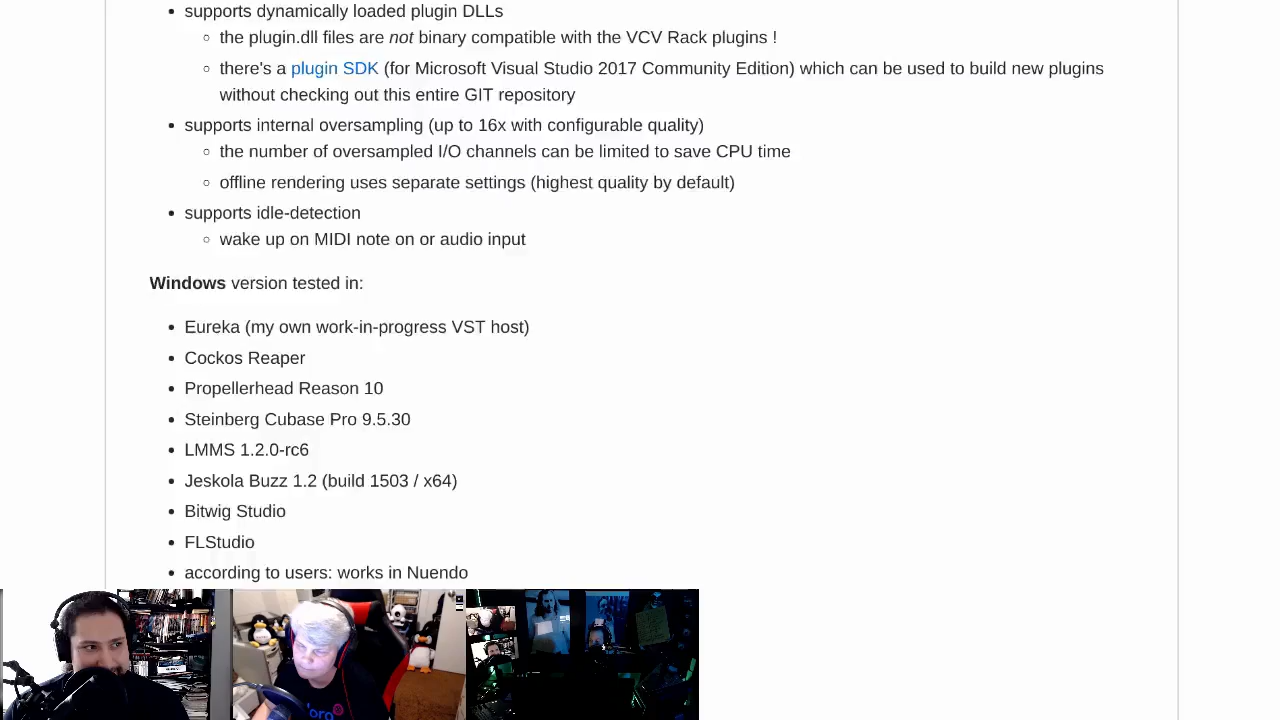 supports dynamically loaded plugin DLLs
the plugin.dll files are not binary compatible with the VCV Rack plugins !
there's a plugin SDK (for Microsoft Visual Studio 2017 Community Edition) which can be used to build new plugins
without checking out this entire GIT repository
supports internal oversampling (up to 16x with configurable quality)
the number of oversampled I/O channels can be limited to save CPU time
offline rendering uses separate settings (highest quality by default)
supports idle-detection
wake up on MIDI note on or audio input
Windows version tested in:
Eureka (my own work-in-progress VST host)
Cockos Reaper
Propellerhead Reason 10
Steinberg Cubase Pro 9.5.30
LMMS 1.2.0-rc6
Jeskola Buzz 1.2 (build 1503 / x64)
Bitwig Studio
FLStudio
according to users: works in Nuendo